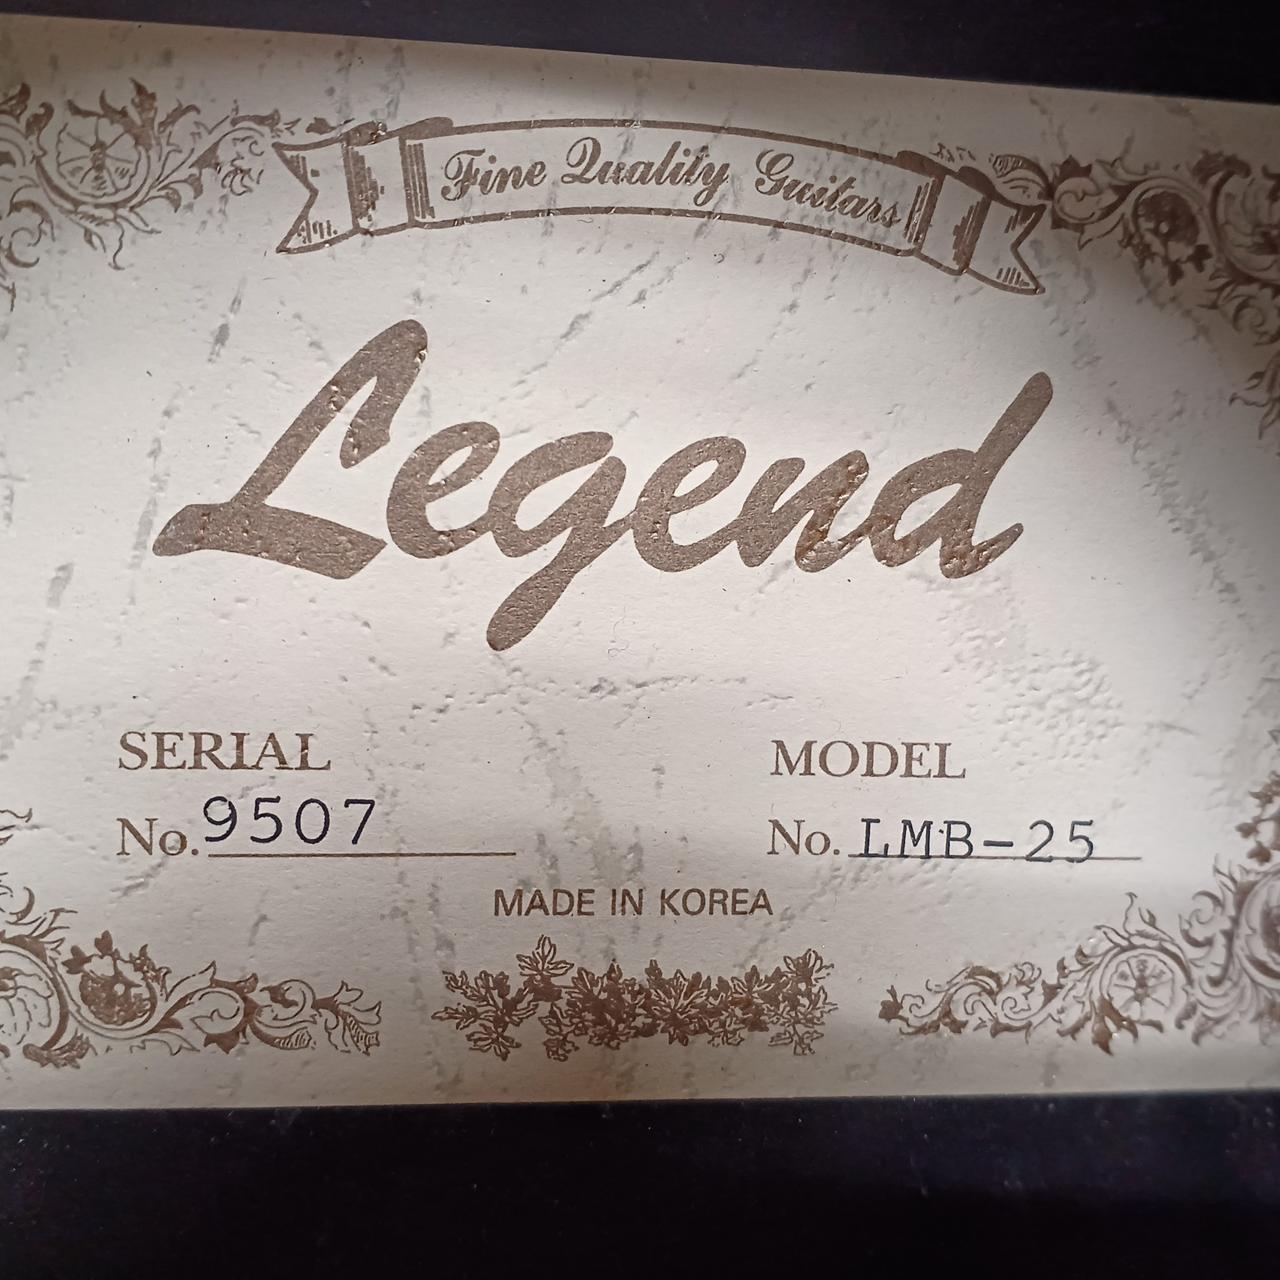 Fine Quality Guitars
Legend
SERIAL
No. 9507
MODEL
No. LMB-25
MADE IN KOREA